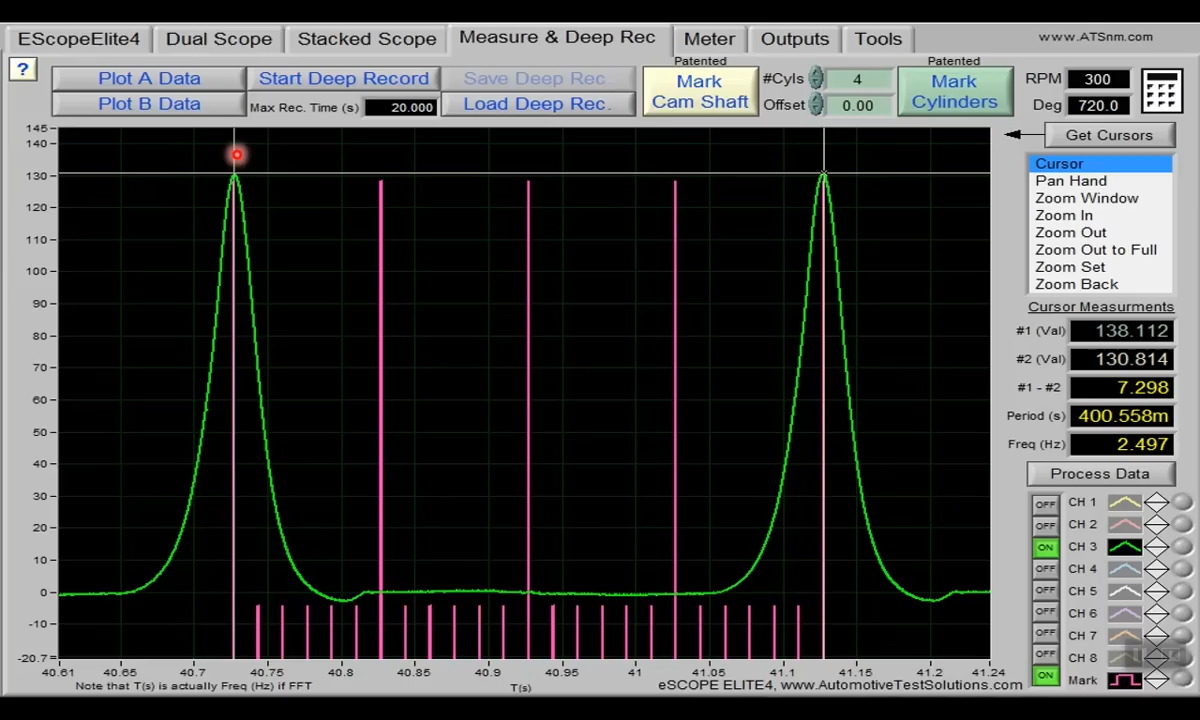 EScopeElite4 Dual Scope Stacked Scope Measure & Deep Rec Meter Outputs Tools www.ATSnm.com
? Plot A Data Start Deep Record Save Deep Rec. Patented Mark Cam Shaft #Cyls 4 Patented Mark Cylinders RPM 300
Plot B Data Max Rec. Time (s) 20.000 Load Deep Rec. Offset 0.00 Deg 720.0
Get Cursors
Cursor
Pan Hand
Zoom Window
Zoom In
Zoom Out
Zoom Out to Full
Zoom Set
Zoom Back
Cursor Measurments
#1 (Val) 138.112
#2 (Val) 130.814
#1 - #2 7.298
Period (s) 400.558m
Freq (Hz) 2.497
Process Data
OFF CH 1
OFF CH 2
ON CH 3
OFF CH 4
OFF CH 5
OFF CH 6
OFF CH 7
OFF CH 8
ON Mark
145
140
130
120
110
100
90
80
70
60
50
40
30
20
10
0
-10
-20.7
40.61 40.65 40.7 40.75 40.8 40.85 40.9 40.95 41 41.05 41.1 41.15 41.2 41.24
Note that T(s) is actually Freq (Hz) if FFT T(s) eSCOPE ELITE4, www.AutomotiveTestSolutions.com